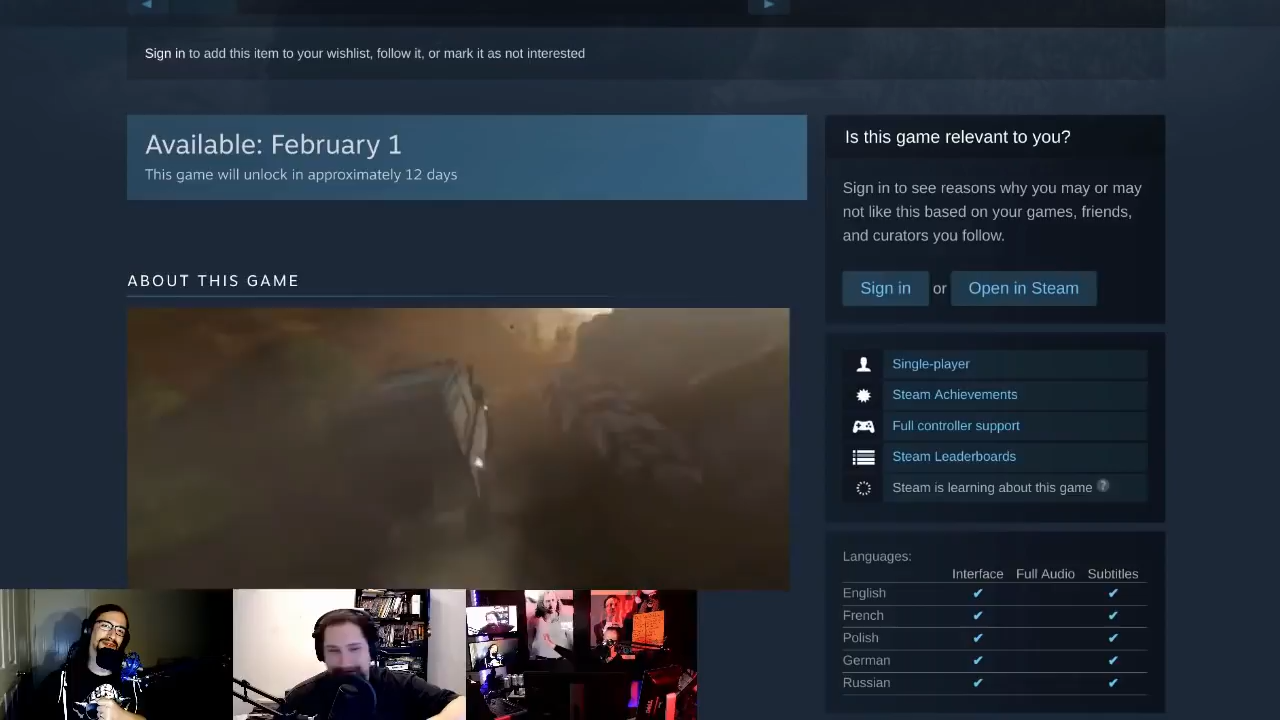 Sign in to add this item to your wishlist, follow it, or mark it as not interested
Available: February 1
This game will unlock in approximately 12 days
ABOUT THIS GAME
Is this game relevant to you?
Sign in to see reasons why you may or may
not like this based on your games, friends,
and curators you follow.
Sign in or Open in Steam
Single-player
Steam Achievements
Full controller support
Steam Leaderboards
Steam is learning about this game ?
Languages:
Interface Full Audio Subtitles
English ✔ ✔
French ✔ ✔
Polish ✔ ✔
German ✔ ✔
Russian ✔ ✔